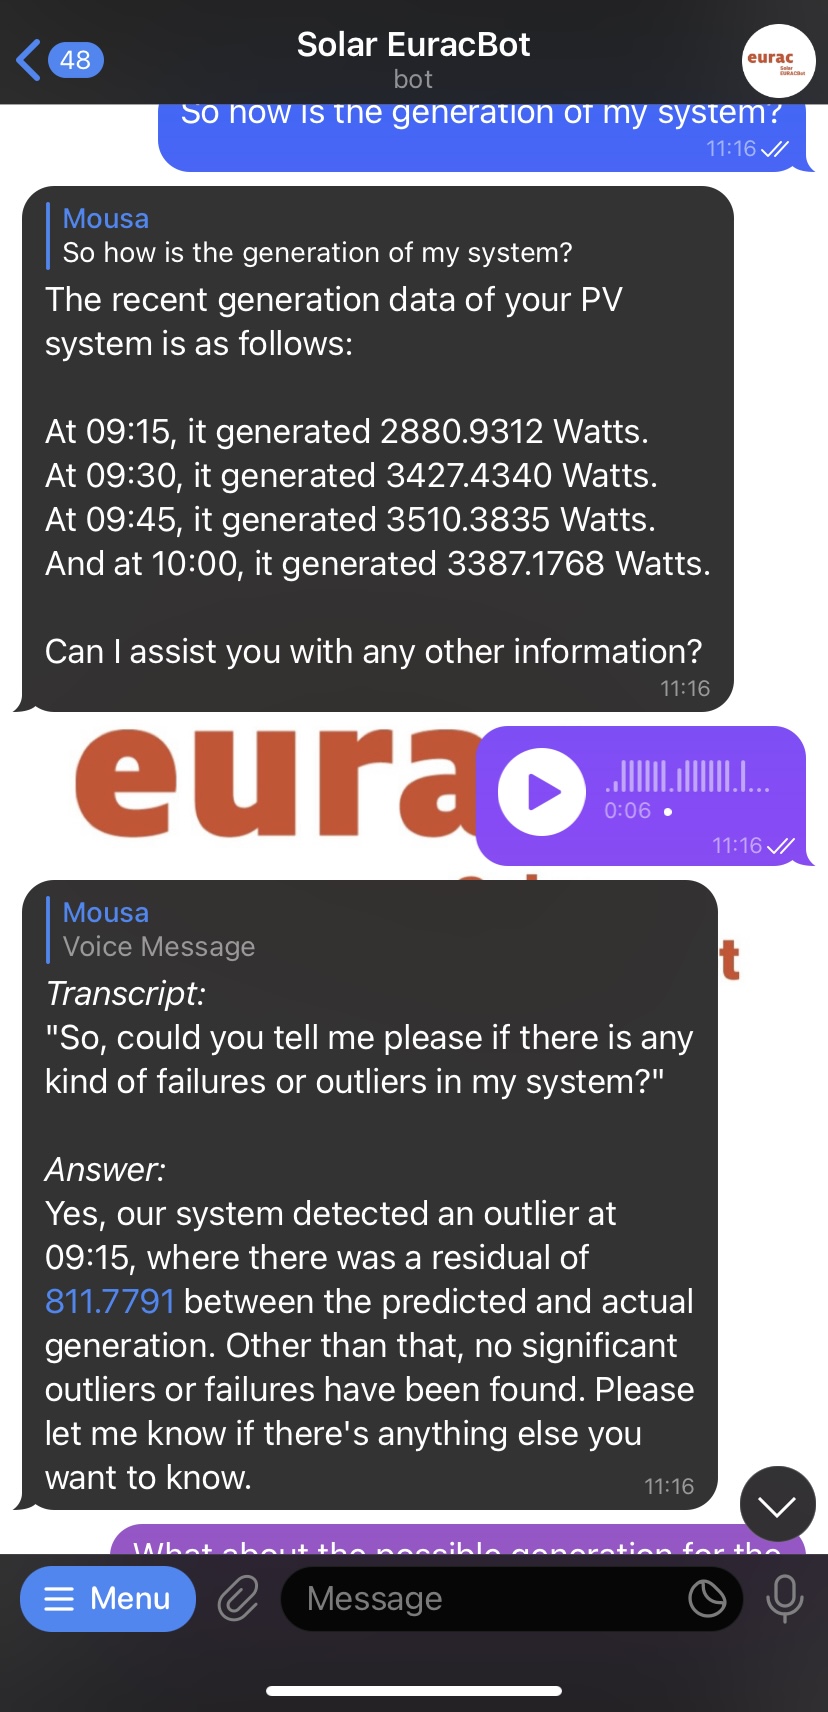 48
Solar EuracBot
bot
eurac
Solar
EURACBot
So how is the generation of my system?
11:16
Mousa
So how is the generation of my system?
The recent generation data of your PV
system is as follows:
At 09:15, it generated 2880.9312 Watts.
At 09:30, it generated 3427.4340 Watts.
At 09:45, it generated 3510.3835 Watts.
And at 10:00, it generated 3387.1768 Watts.
Can I assist you with any other information?
11:16
eura
0:06
11:16
t
Mousa
Voice Message
Transcript:
"So, could you tell me please if there is any
kind of failures or outliers in my system?"
Answer:
Yes, our system detected an outlier at
09:15, where there was a residual of
811.7791 between the predicted and actual
generation. Other than that, no significant
outliers or failures have been found. Please
let me know if there's anything else you
want to know.
11:16
What about the possible generation for the
Menu
Message